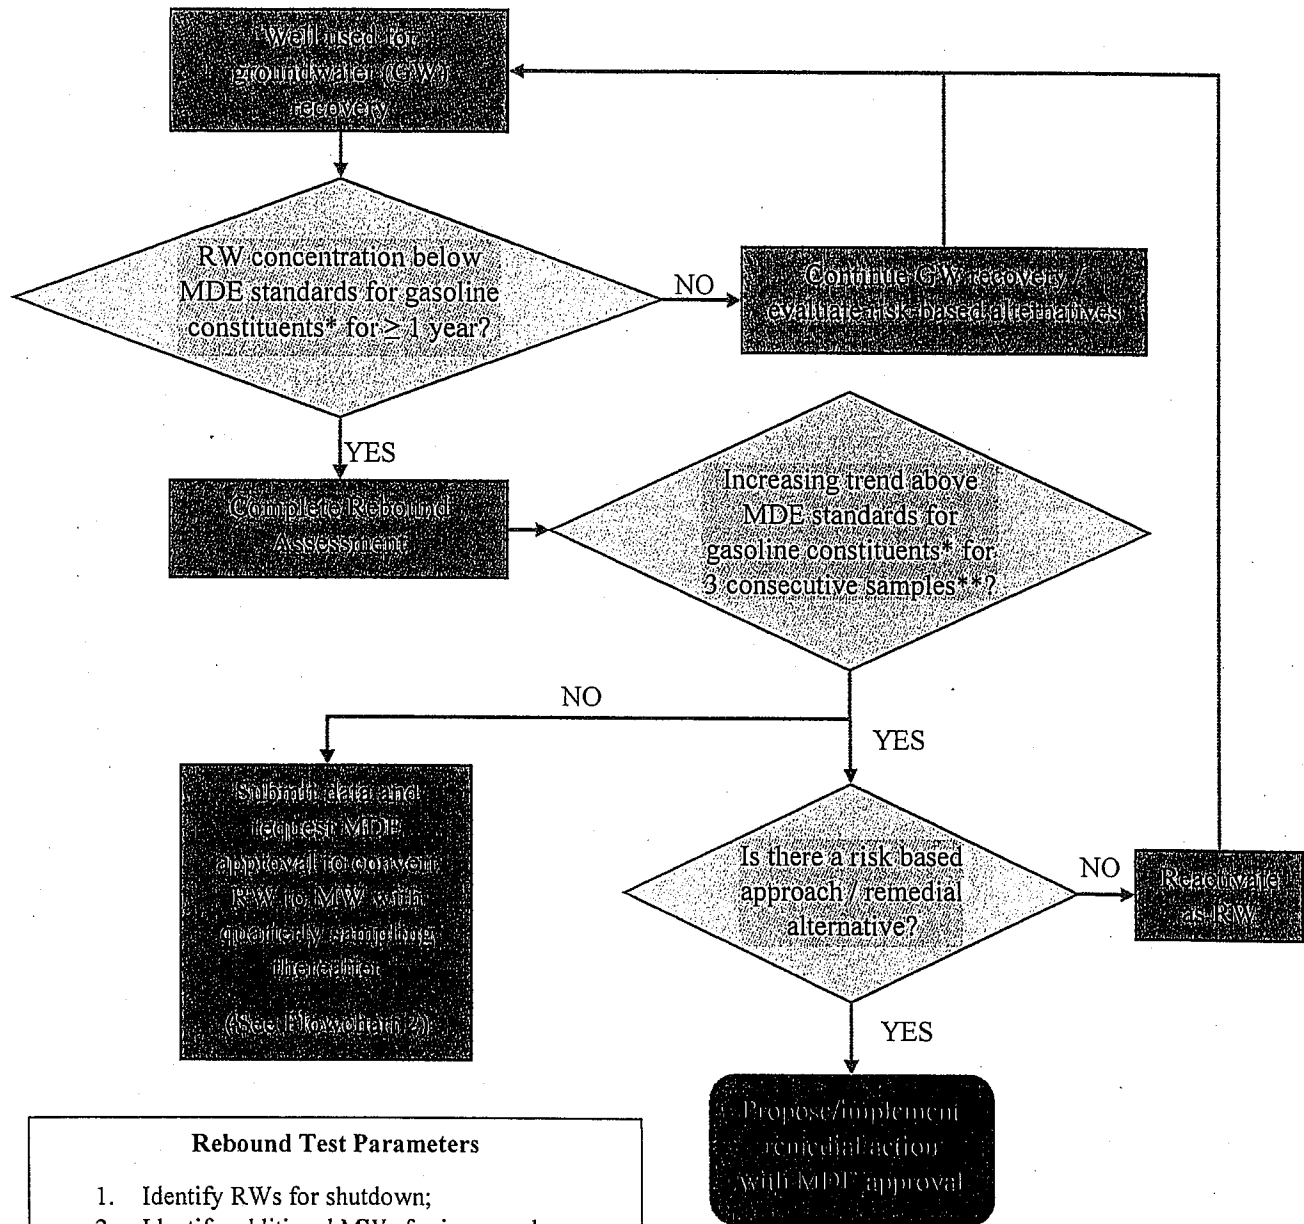 Well used for
groundwater (GW)
recovery
RW concentration below
MDE standards for gasoline
constituents* for ≥ 1 year?
NO
Continue GW recovery /
evaluate risk-based alternatives
YES
Complete Rebound
Assessment
Increasing trend above
MDE standards for
gasoline constituents* for
3 consecutive samples**?
NO
YES
Submit data and
request MDE
approval to convert
RW to MW with
quarterly sampling
thereafter
(See Flowchart 2)
Is there a risk based
approach / remedial
alternative?
NO
Reactivate
as RW
YES
Propose/implement
remedial action
with MDE approval
Rebound Test Parameters
1. Identify RWs for shutdown;